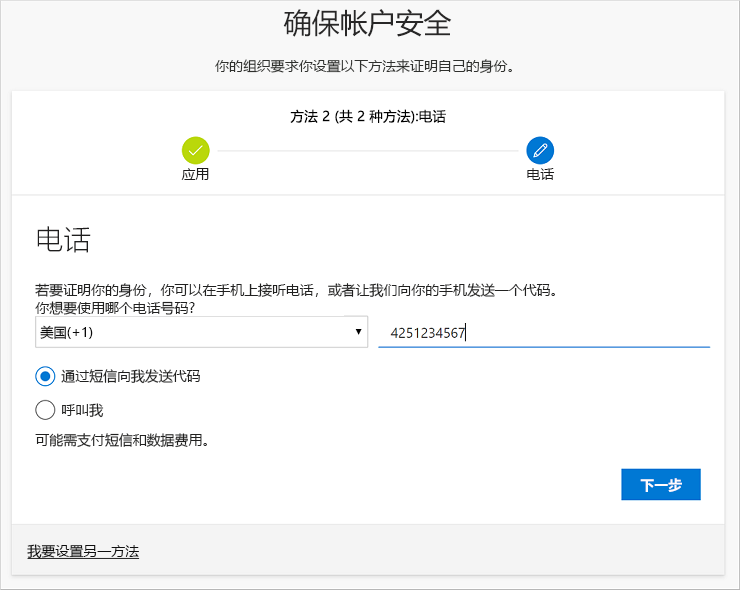 确保帐户安全
你的组织要求你设置以下方法来证明自己的身份。
方法 2 (共 2 种方法):电话
应用
电话
电话
若要证明你的身份，你可以在手机上接听电话，或者让我们向你的手机发送一个代码。
你想要使用哪个电话号码?
美国(+1)
4251234567
通过短信向我发送代码
呼叫我
可能需支付短信和数据费用。
下一步
我要设置另一方法